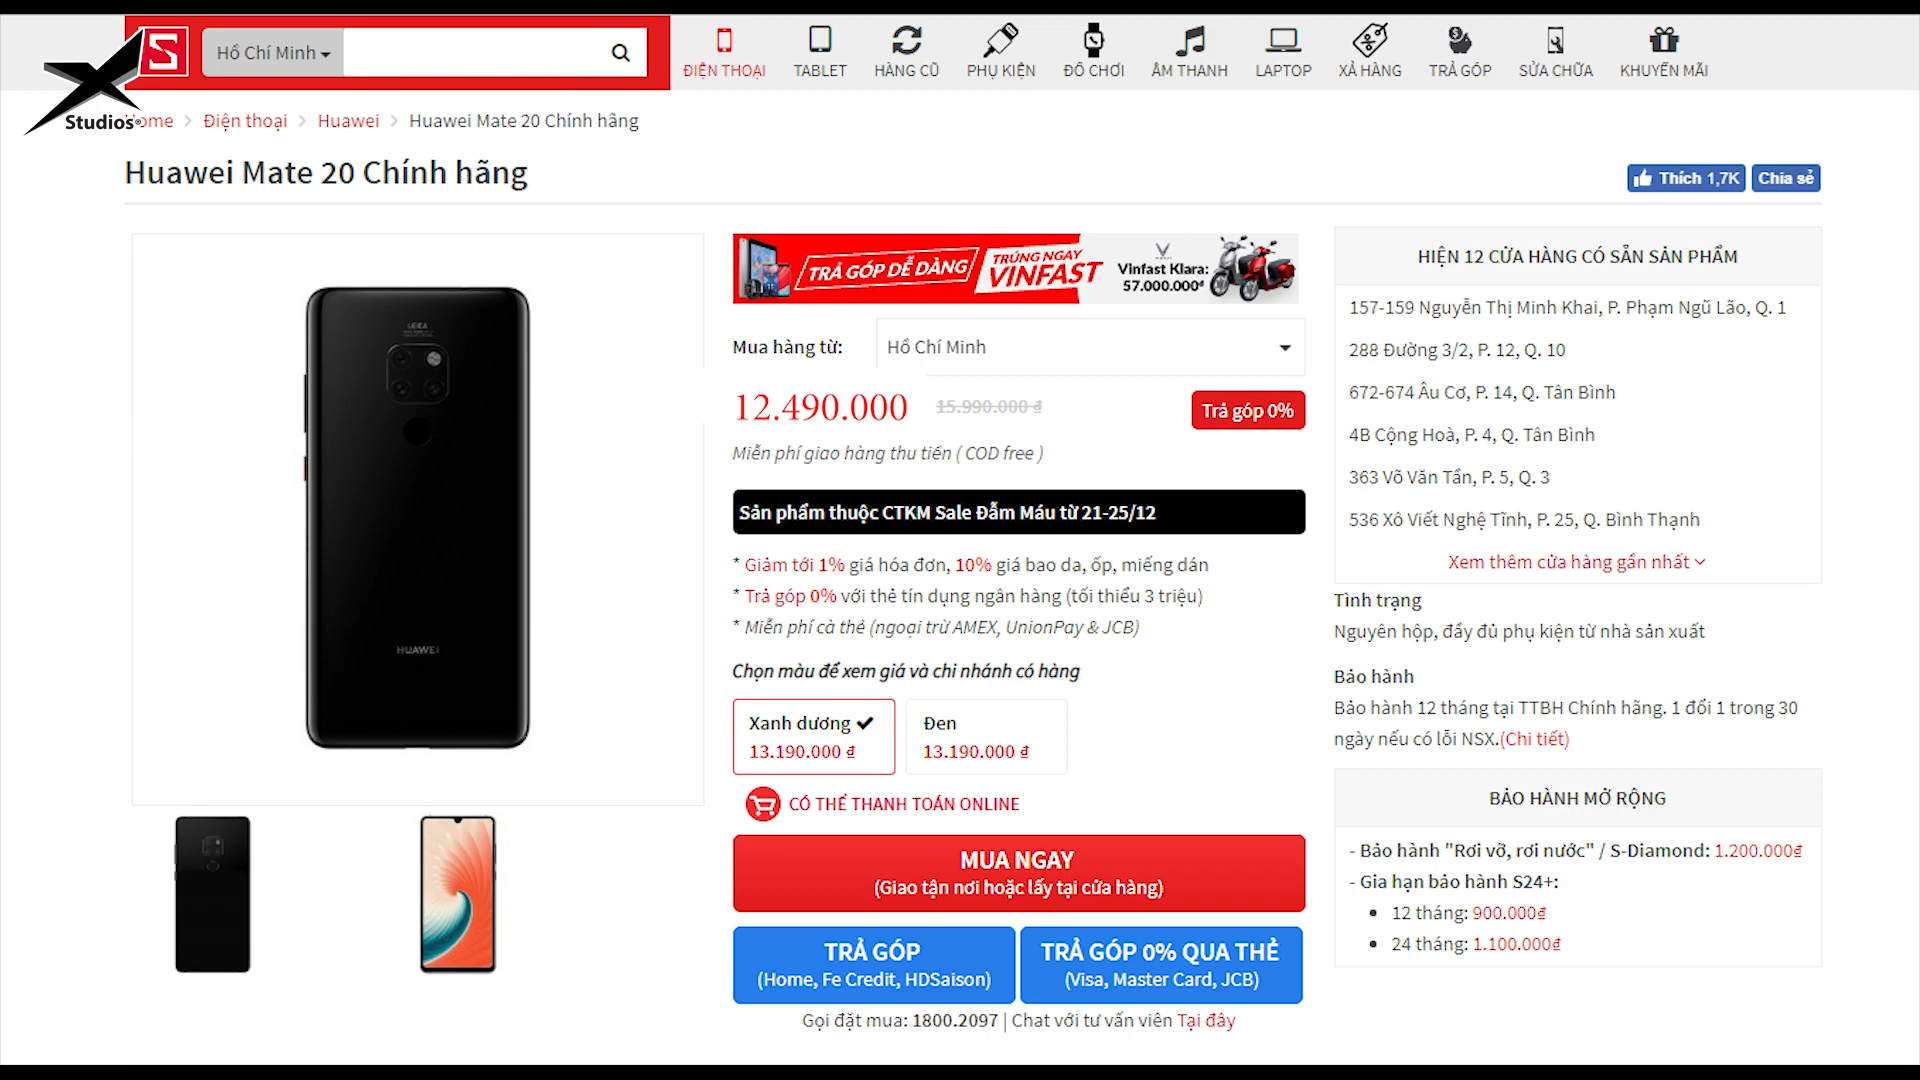 S
Hồ Chí Minh
ĐIỆN THOẠI
TABLET
HÀNG CŨ
PHỤ KIỆN
ĐỒ CHƠI
ÂM THANH
LAPTOP
XẢ HÀNG
TRẢ GÓP
SỬA CHỮA
KHUYẾN MÃI
Studios®
ome > Điện thoại > Huawei > Huawei Mate 20 Chính hãng
Huawei Mate 20 Chính hãng
Thích 1,7K
Chia sẻ
LEICA
HUAWEI
TRẢ GÓP DỄ DÀNG
TRÚNG NGAY
VINFAST
Vinfast Klara:
57.000.000đ
Mua hàng từ:
Hồ Chí Minh
12.490.000
15.990.000 ₫
Trả góp 0%
Miễn phí giao hàng thu tiền ( COD free )
Sản phẩm thuộc CTKM Sale Đẫm Máu từ 21-25/12
* Giảm tới 1% giá hóa đơn, 10% giá bao da, ốp, miếng dán
* Trả góp 0% với thẻ tín dụng ngân hàng (tối thiểu 3 triệu)
* Miễn phí cà thẻ (ngoại trừ AMEX, UnionPay & JCB)
Chọn màu để xem giá và chi nhánh có hàng
Xanh dương
13.190.000 ₫
Đen
13.190.000 ₫
CÓ THỂ THANH TOÁN ONLINE
MUA NGAY
(Giao tận nơi hoặc lấy tại cửa hàng)
TRẢ GÓP
(Home, Fe Credit, HDSaison)
TRẢ GÓP 0% QUA THẺ
(Visa, Master Card, JCB)
Gọi đặt mua: 1800.2097 | Chat với tư vấn viên Tại đây
HIỆN 12 CỬA HÀNG CÓ SẴN SẢN PHẨM
157-159 Nguyễn Thị Minh Khai, P. Phạm Ngũ Lão, Q. 1
288 Đường 3/2, P. 12, Q. 10
672-674 Âu Cơ, P. 14, Q. Tân Bình
4B Cộng Hoà, P. 4, Q. Tân Bình
363 Võ Văn Tần, P. 5, Q. 3
536 Xô Viết Nghệ Tĩnh, P. 25, Q. Bình Thạnh
Xem thêm cửa hàng gần nhất
Tình trạng
Nguyên hộp, đầy đủ phụ kiện từ nhà sản xuất
Bảo hành
Bảo hành 12 tháng tại TTBH Chính hãng. 1 đổi 1 trong 30
ngày nếu có lỗi NSX.(Chi tiết)
BẢO HÀNH MỞ RỘNG
- Bảo hành "Rơi vỡ, rơi nước" / S-Diamond: 1.200.000₫
- Gia hạn bảo hành S24+:
• 12 tháng: 900.000₫
• 24 tháng: 1.100.000₫